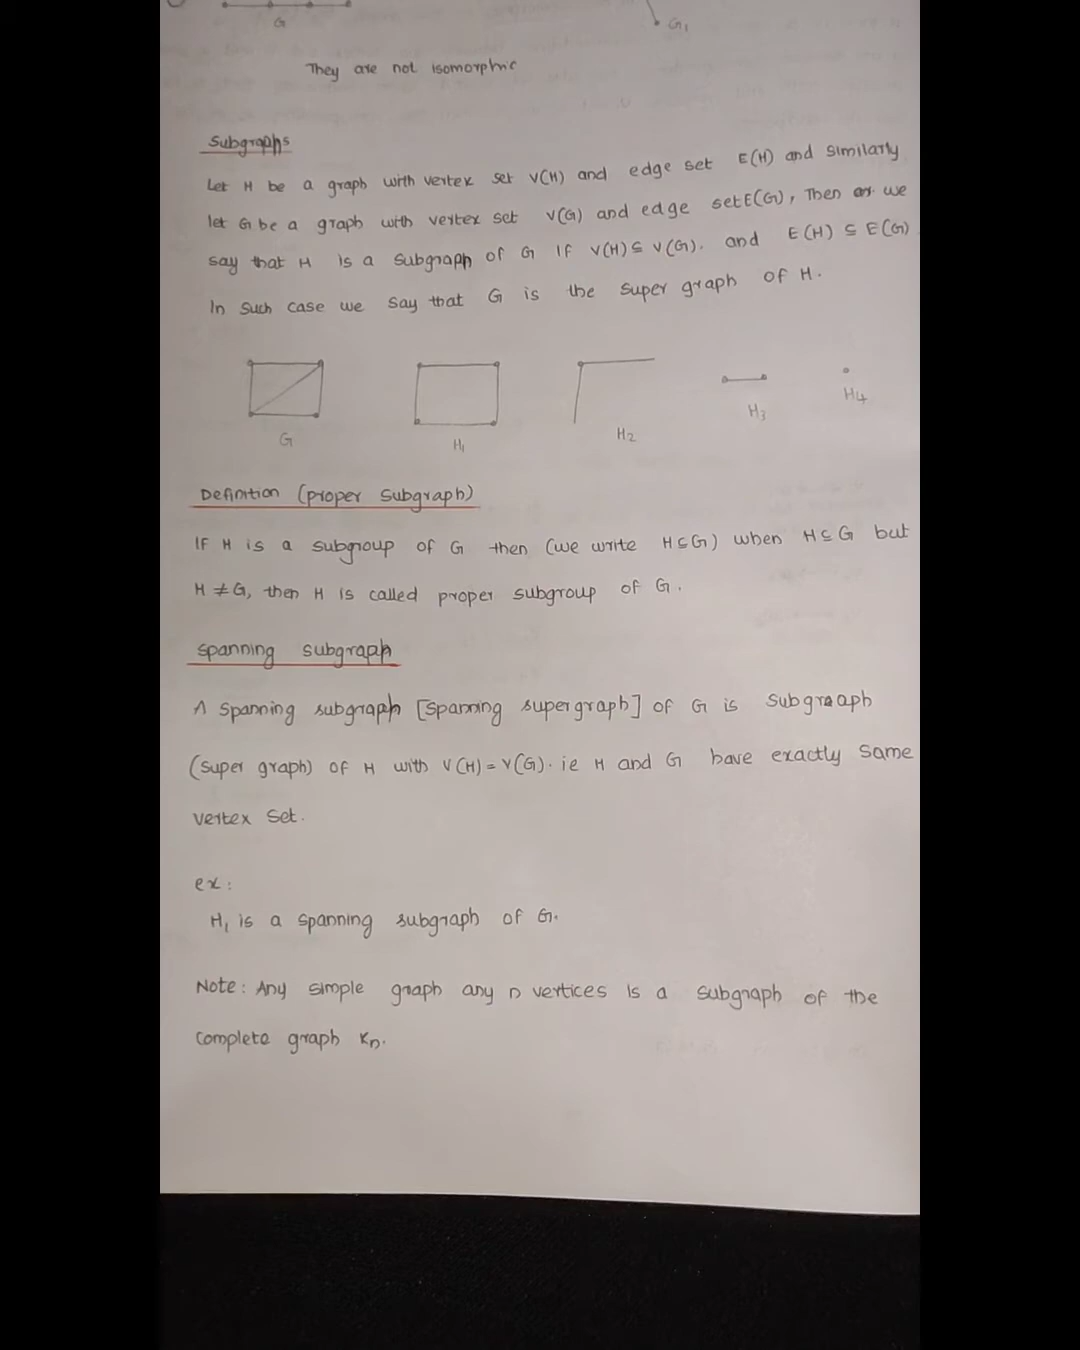 G G1
They are not isomorphic
Subgraphs
Let H be a graph with vertex set V(H) and edge set E(H) and similarly
let G be a graph with vertex set V(G) and edge set E(G), Then we
say that H is a subgraph of G if V(H) ⊆ V(G). and E(H) ⊆ E(G)
In such case we say that G is the super graph of H.
G H1 H2 H3 H4
Definition (proper subgraph)
If H is a subgroup of G then (we write H⊆G) when H⊆G but
H ≠ G, then H is called proper subgroup of G.
Spanning subgraph
A spanning subgraph [spanning supergraph] of G is subgraaph
(super graph) of H with V(H) = V(G). ie H and G have exactly same
vertex set.
ex:
H1 is a spanning subgraph of G.
Note: Any simple graph any n vertices is a subgraph of the
complete graph Kn.